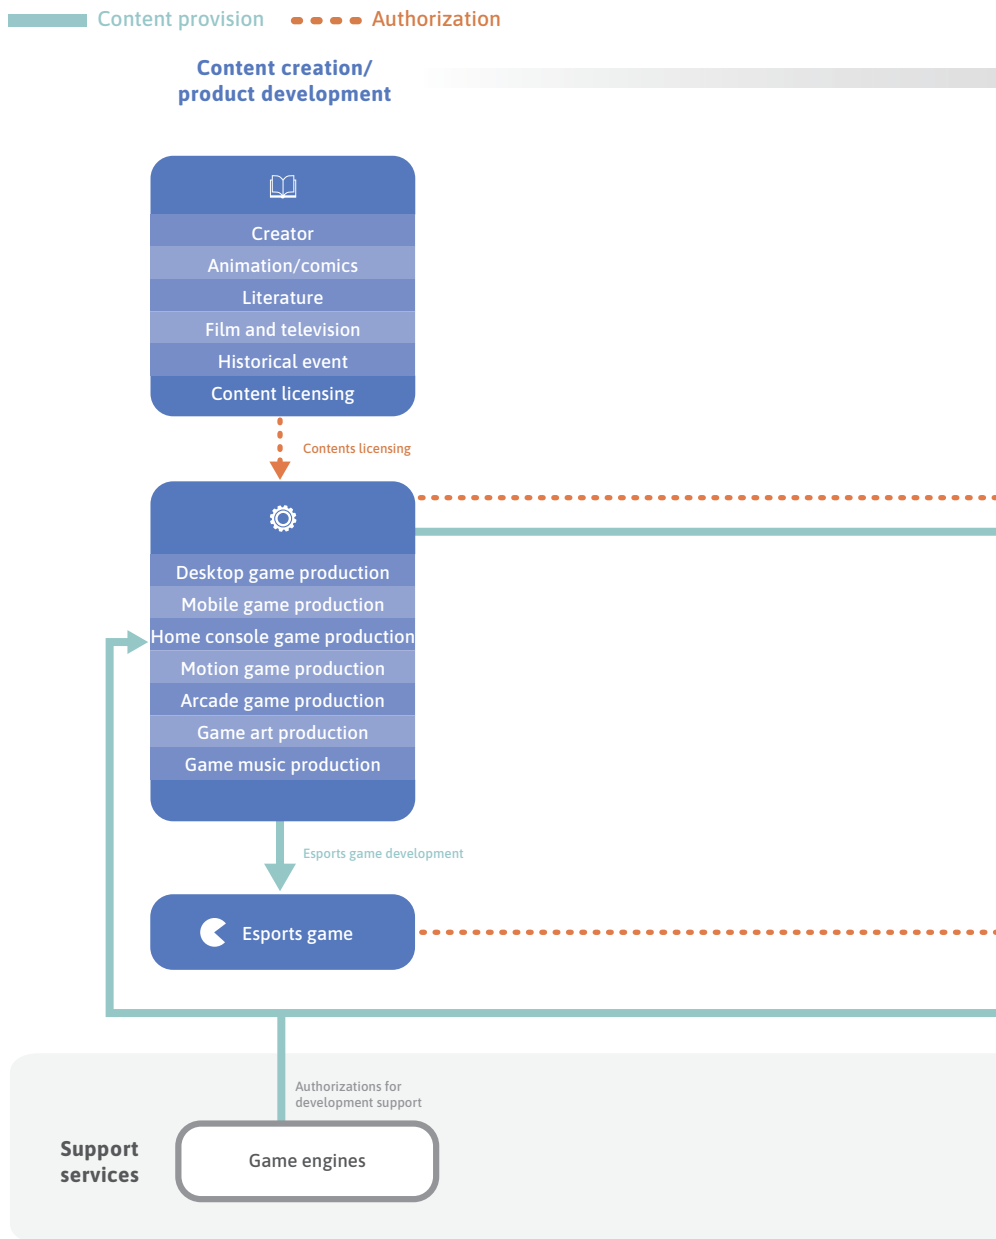 Content provision
Authorization
Content creation/
product development
Creator
Animation/comics
Literature
Film and television
Historical event
Content licensing
Contents licensing
Desktop game production
Mobile game production
Home console game production
Motion game production
Arcade game production
Game art production
Game music production
Esports game development
Esports game
Authorizations for
development support
Support
services
Game engines